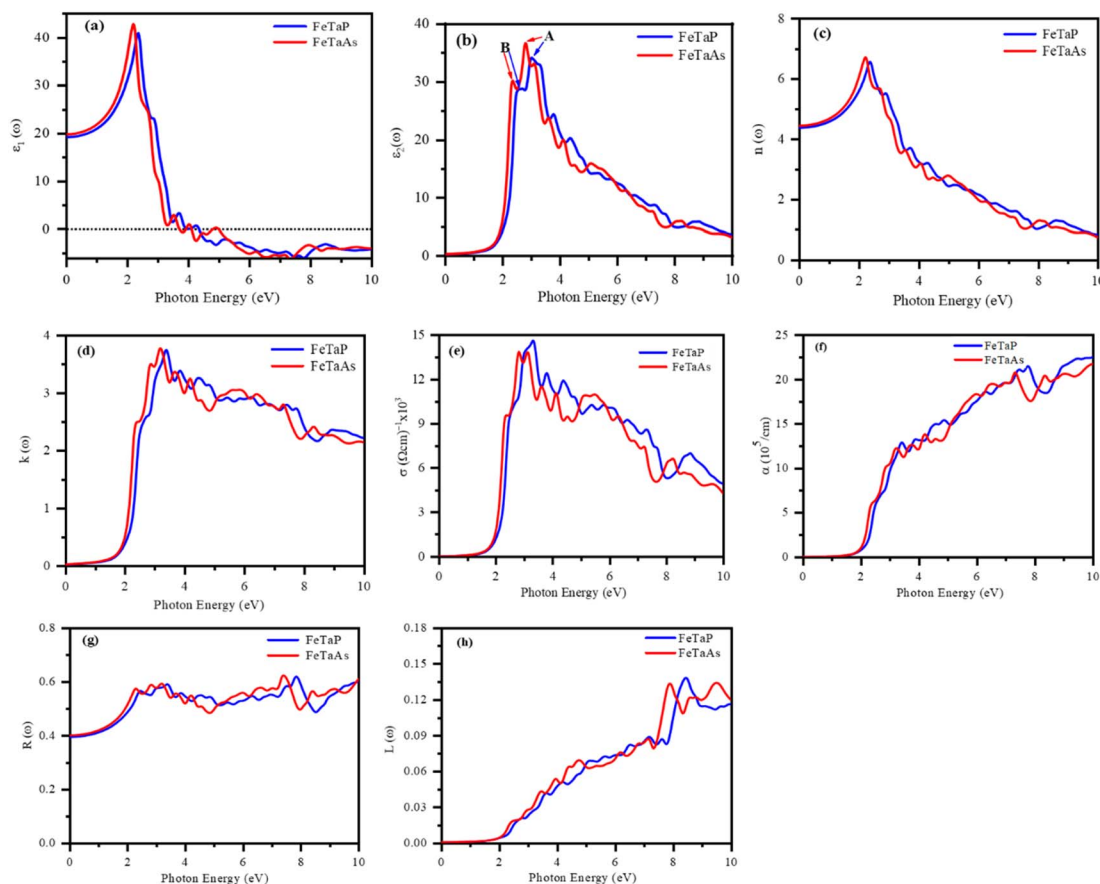 (a)
FeTaP
FeTaAs
ε₁ (ω)
40
30
20
10
0
0 2 4 6 8 10
Photon Energy (eV)
(b)
B
A
FeTaP
FeTaAs
ε₂(ω)
40
30
20
10
0
0 2 4 6 8 10
Photon Energy (eV)
(c)
FeTaP
FeTaAs
n (ω)
8
6
4
2
0
0 2 4 6 8 10
Photon Energy (eV)
(d)
FeTaP
FeTaAs
k (ω)
4
3
2
1
0
0 2 4 6 8 10
Photon Energy (eV)
(e)
FeTaP
FeTaAs
σ (Ωcm)⁻¹x10³
15
12
9
6
3
0
0 2 4 6 8 10
Photon Energy (eV)
(f)
FeTaP
FeTaAs
α (10⁵/cm)
25
20
15
10
5
0
0 2 4 6 8 10
Photon Energy (eV)
(g)
FeTaP
FeTaAs
R (ω)
0.8
0.6
0.4
0.2
0.0
0 2 4 6 8 10
Photon Energy (eV)
(h)
FeTaP
FeTaAs
L (ω)
0.18
0.15
0.12
0.09
0.06
0.03
0.00
0 2 4 6 8 10
Photon Energy (eV)